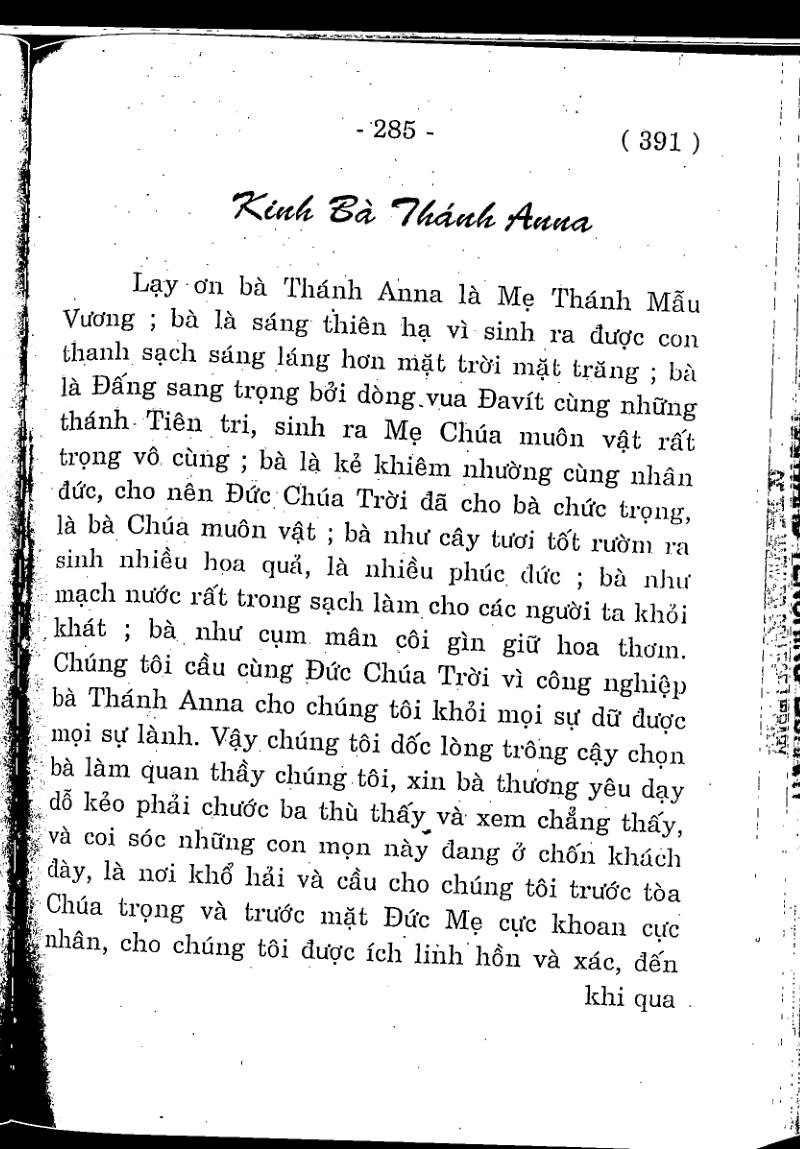 - 285 -
( 391 )
Kinh Bà Thánh Anna
Lạy ơn bà Thánh Anna là Mẹ Thánh Mẫu
Vương ; bà là sáng thiên hạ vì sinh ra được con
thanh sạch sáng láng hơn mặt trời mặt trăng ; bà
là Đấng sang trọng bởi dòng vua Đavít cùng những
thánh Tiên tri, sinh ra Mẹ Chúa muôn vật rất
trọng vô cùng ; bà là kẻ khiêm nhường cùng nhân
đức, cho nên Đức Chúa Trời đã cho bà chức trọng,
là bà Chúa muôn vật ; bà như cây tươi tốt rườm ra
sinh nhiều họa quả, là nhiều phúc đức ; bà như
mạch nước rất trong sạch làm cho các người ta khỏi
khát ; bà như cụm mân côi gìn giữ hoa thơm.
Chúng tôi cầu cùng Đức Chúa Trời vì công nghiệp
bà Thánh Anna cho chúng tôi khỏi mọi sự dữ được
mọi sự lành. Vậy chúng tôi dốc lòng trông cậy chọn
bà làm quan thầy chúng tôi, xin bà thương yêu dạy
dỗ kẻo phải chước ba thù thấy và xem chẳng thấy,
và coi sóc những con mọn này đang ở chốn khách
đày, là nơi khổ hải và cầu cho chúng tôi trước tòa
Chúa trọng và trước mặt Đức Mẹ cực khoan cực
nhân, cho chúng tôi được ích linh hồn và xác, đến
khi qua